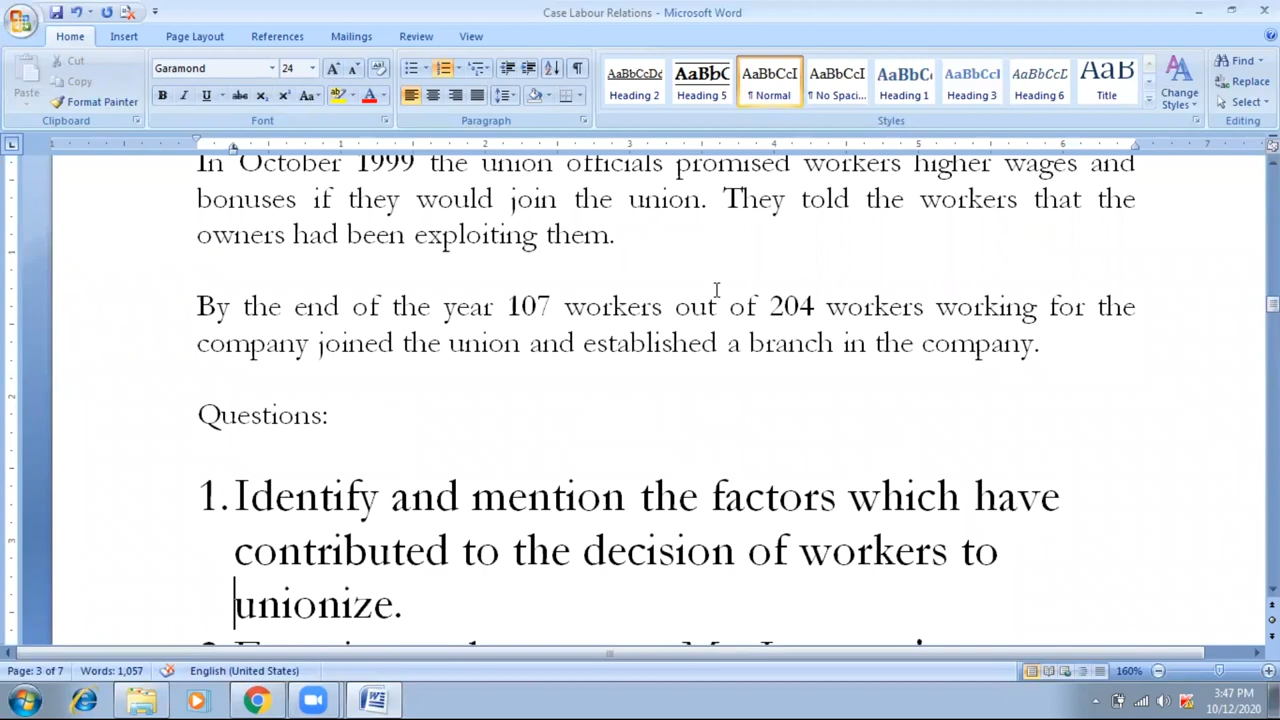 Case Labour Relations - Microsoft Word
Home Insert Page Layout References Mailings Review View
Paste
Cut
Copy
Format Painter
Clipboard
Garamond 24
Font
Paragraph
AaBbCcDc AaBbC AaBbCcI AaBbCcI AaBbC AaBbCcI AaBbCcD AaB
Heading 2 Heading 5 ¶ Normal ¶ No Spaci... Heading 1 Heading 3 Heading 6 Title
Change Styles
Styles
Find
Replace
Select
Editing
In October 1999 the union officials promised workers higher wages and
bonuses if they would join the union. They told the workers that the
owners had been exploiting them.
By the end of the year 107 workers out of 204 workers working for the
company joined the union and established a branch in the company.
Questions:
1. Identify and mention the factors which have
contributed to the decision of workers to
unionize.
Page: 3 of 7 Words: 1,057 English (United States) 160%
3:47 PM
10/12/2020